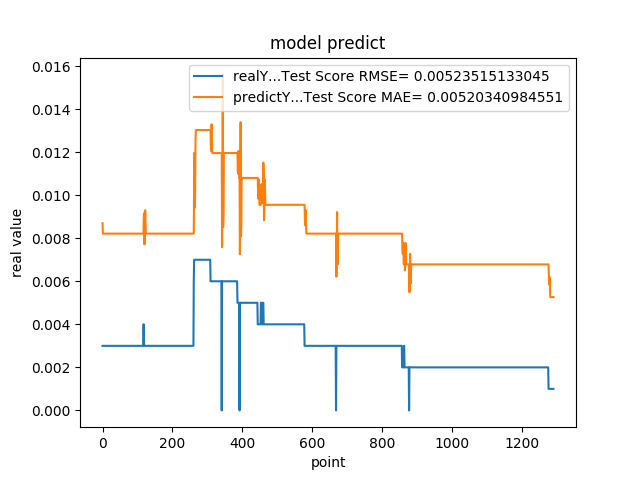 model predict
realY...Test Score RMSE= 0.00523515133045
predictY...Test Score MAE= 0.00520340984551
0.016
0.014
0.012
0.010
0.008
0.006
0.004
0.002
0.000
real value
0 200 400 600 800 1000 1200
point